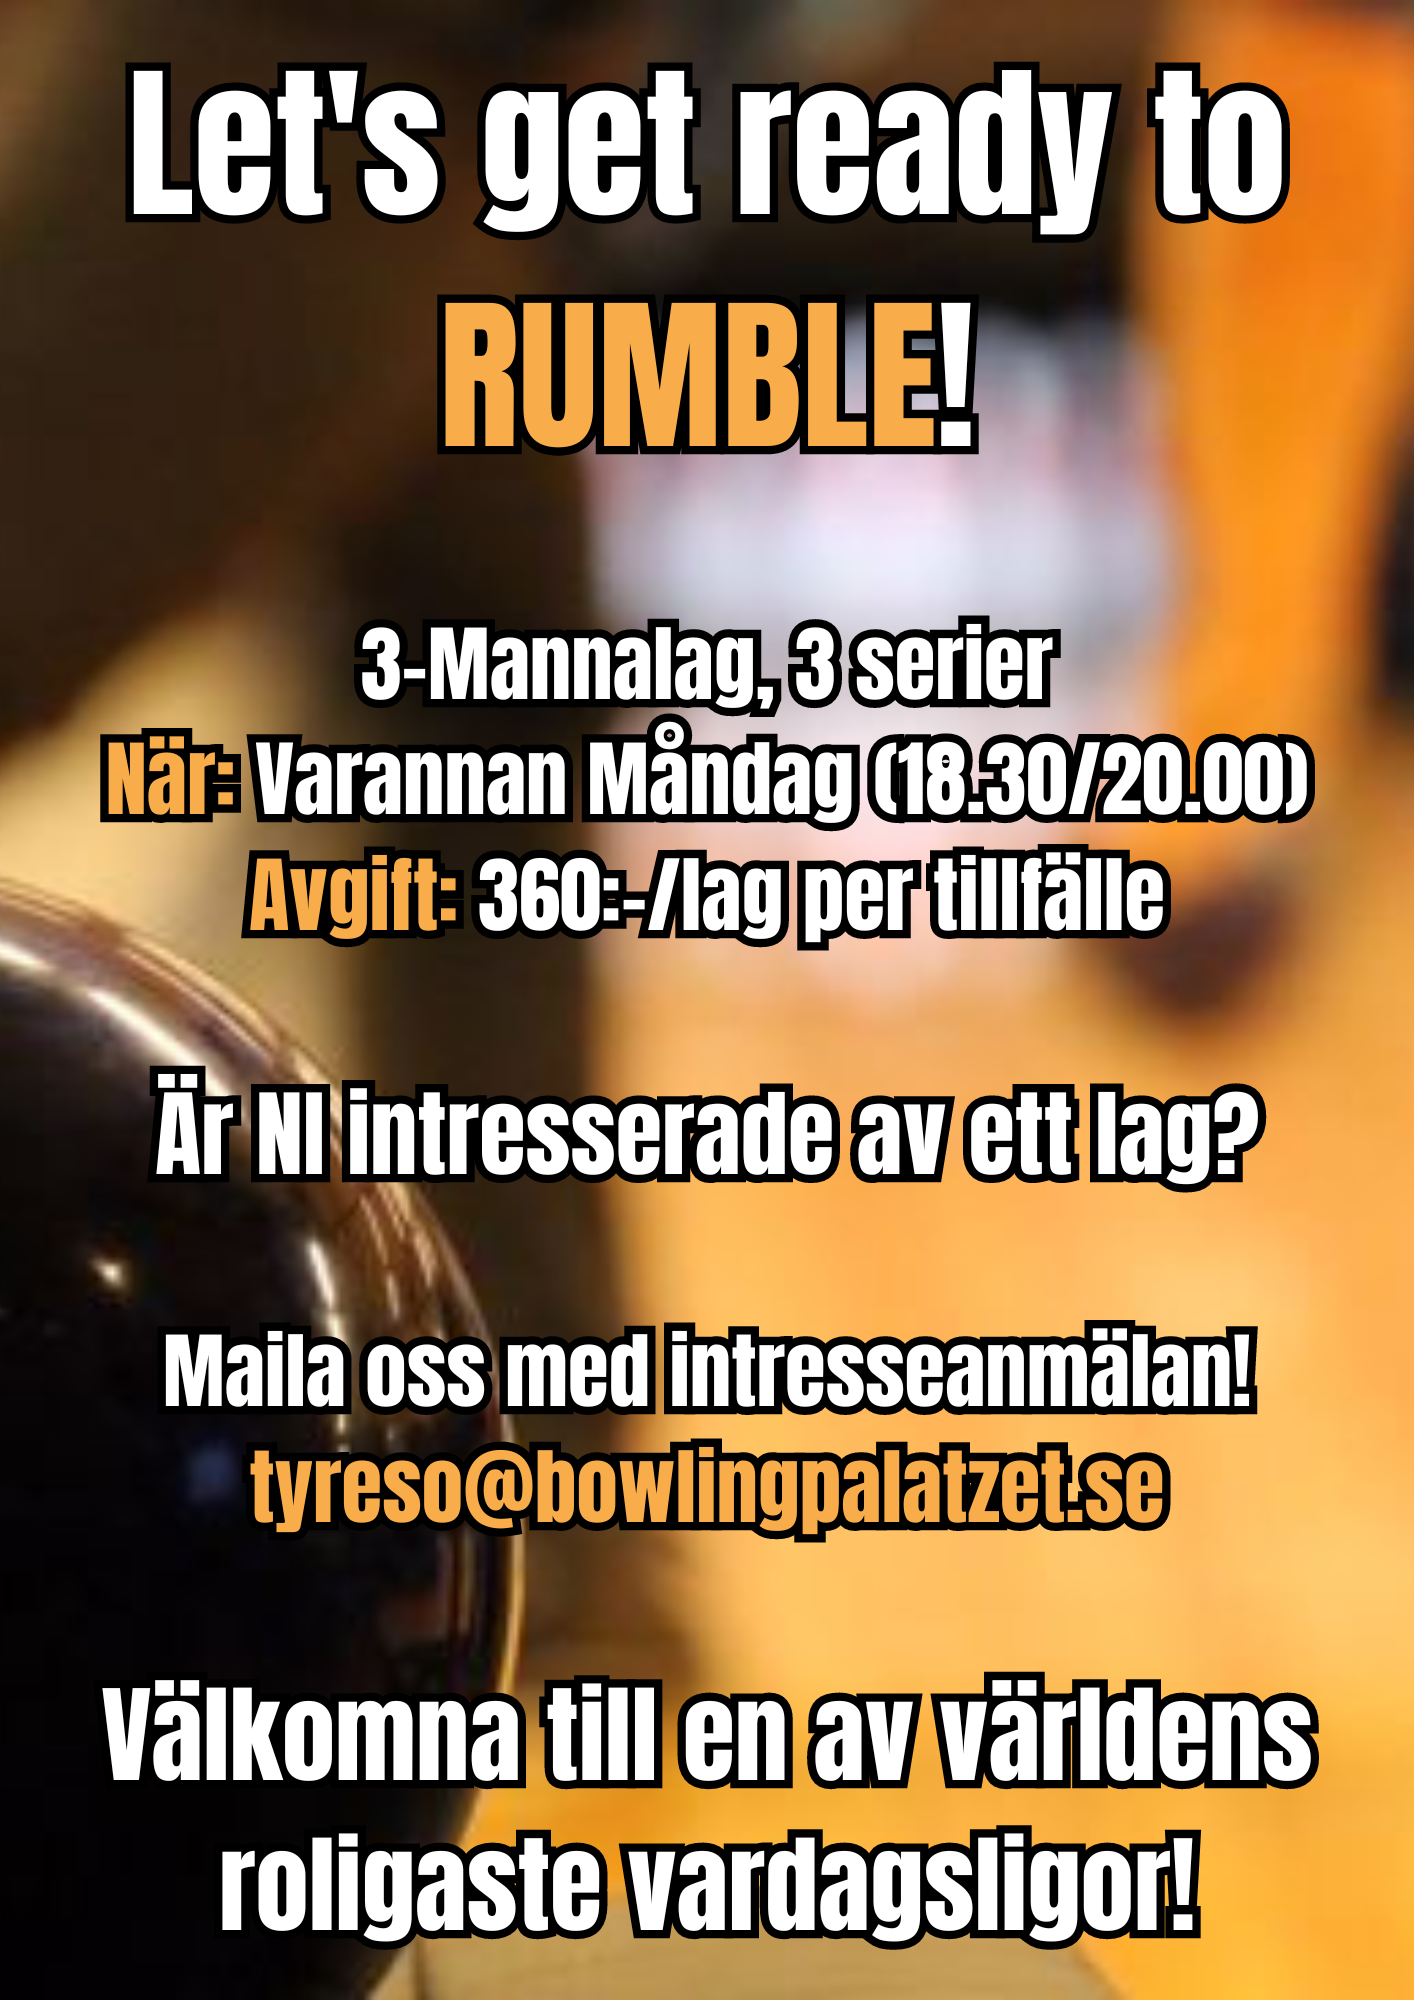 Let's get ready to
RUMBLE!
3-Mannalag, 3 serier
När: Varannan Måndag (18.30/20.00)
Avgift: 360:-/lag per tillfälle
Är NI intresserade av ett lag?
Maila oss med intresseanmälan!
tyreso@bowlingpalatzet.se
Välkomna till en av världens
roligaste vardagsligor!